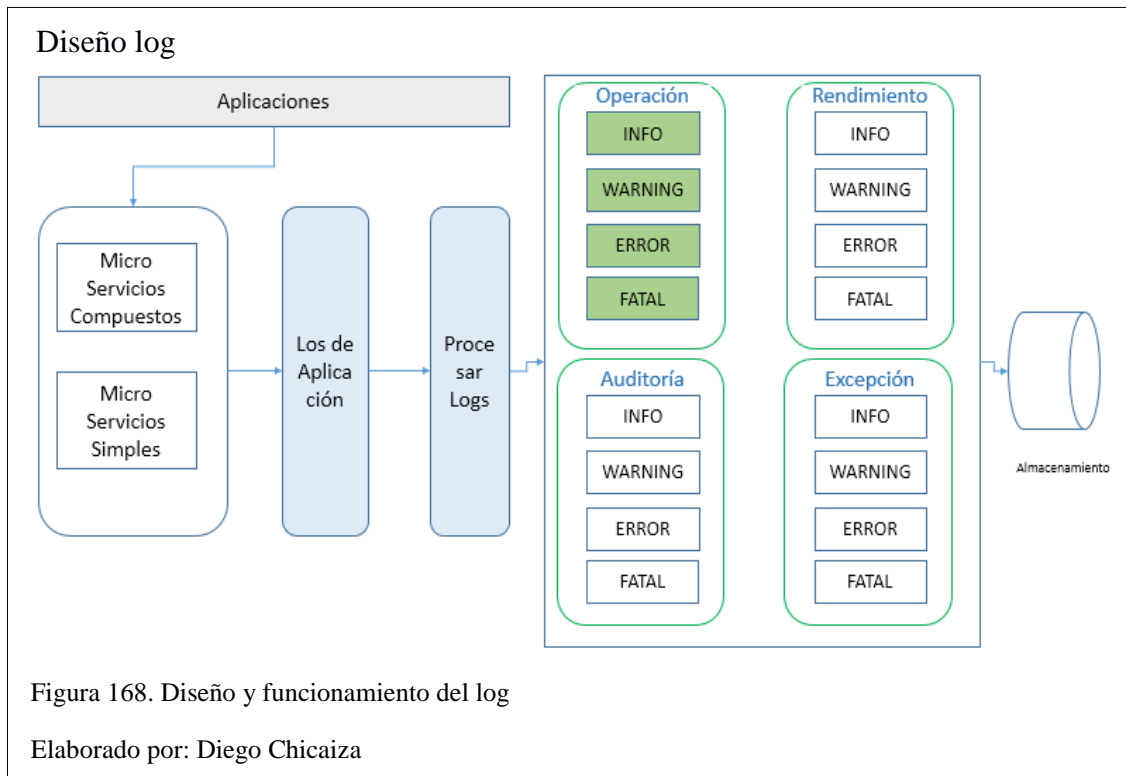 Diseño log
Aplicaciones
Micro
Servicios
Compuestos
Micro
Servicios
Simples
Los de
Aplica
ción
Proce
sar
Logs
Operación
INFO
WARNING
ERROR
FATAL
Rendimiento
INFO
WARNING
ERROR
FATAL
Auditoría
INFO
WARNING
ERROR
FATAL
Excepción
INFO
WARNING
ERROR
FATAL
Almacenamiento
Figura 168. Diseño y funcionamiento del log
Elaborado por: Diego Chicaiza